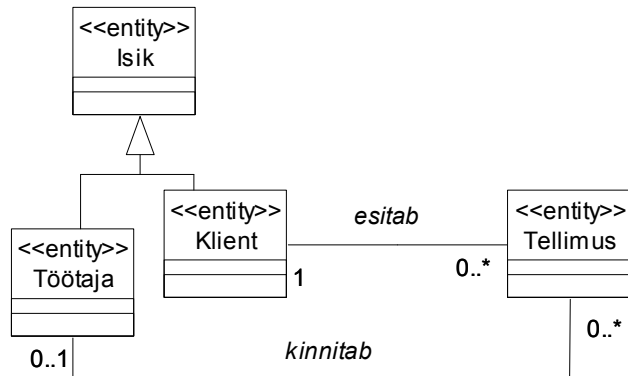 <<entity>>
Isik
<<entity>>
Klient
esitab
<<entity>>
Tellimus
<<entity>>
Töötaja
1
0..*
0..1
kinnitab
0..*